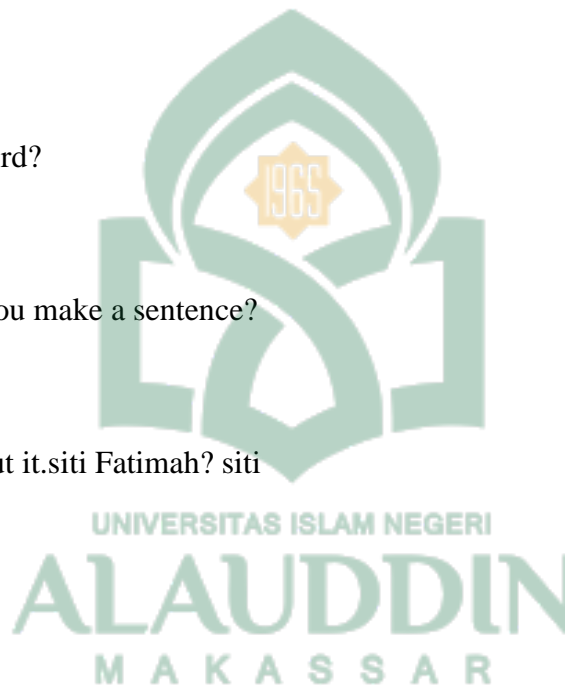 1965
rd?
ou make a sentence?
ut it.siti Fatimah? siti
UNIVERSITAS ISLAM NEGERI
ALAUDDIN
MAKASSAR